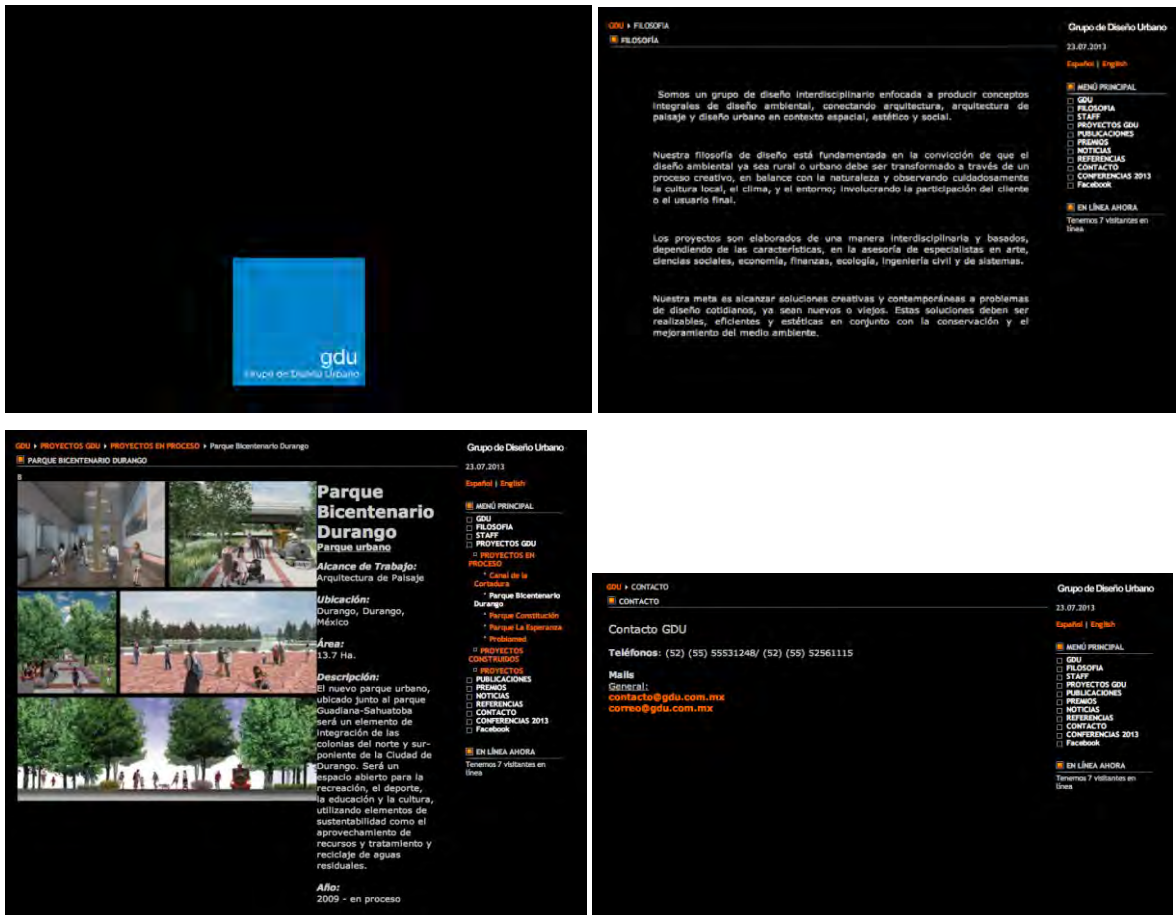 gdu
Grupo de Diseño Urbano
GDU ▸ FILOSOFIA
FILOSOFÍA
Somos un grupo de diseño interdisciplinario enfocada a producir conceptos
integrales de diseño ambiental, conectando arquitectura, arquitectura de
paisaje y diseño urbano en contexto espacial, estético y social.
Nuestra filosofía de diseño está fundamentada en la convicción de que el
diseño ambiental ya sea rural o urbano debe ser transformado a través de un
proceso creativo, en balance con la naturaleza y observando cuidadosamente
la cultura local, el clima, y el entorno; involucrando la participación del cliente
o el usuario final.
Los proyectos son elaborados de una manera interdisciplinaria y basados,
dependiendo de las características, en la asesoría de especialistas en arte,
ciencias sociales, economía, finanzas, ecología, ingeniería civil y de sistemas.
Nuestra meta es alcanzar soluciones creativas y contemporáneas a problemas
de diseño cotidianos, ya sean nuevos o viejos. Estas soluciones deben ser
realizables, eficientes y estéticas en conjunto con la conservación y el
mejoramiento del medio ambiente.
Grupo de Diseño Urbano
23.07.2013
Español | English
MENÚ PRINCIPAL
GDU
FILOSOFIA
STAFF
PROYECTOS GDU
PUBLICACIONES
PREMIOS
NOTICIAS
REFERENCIAS
CONTACTO
CONFERENCIAS 2013
Facebook
EN LÍNEA AHORA
Tenemos 7 visitantes en
línea
GDU ▸ PROYECTOS GDU ▸ PROYECTOS EN PROCESO ▸ Parque Bicentenario Durango
PARQUE BICENTENARIO DURANGO
Parque
Bicentenario
Durango
Parque urbano
Alcance de Trabajo:
Arquitectura de Paisaje
Ubicación:
Durango, Durango,
México
Área:
13.7 Ha.
Descripción:
El nuevo parque urbano,
ubicado junto al parque
Guadiana-Sahuatoba
será un elemento de
integración de las
colonias del norte y sur-
poniente de la Ciudad de
Durango. Será un
espacio abierto para la
recreación, el deporte,
la educación y la cultura,
utilizando elementos de
sustentabilidad como el
aprovechamiento de
recursos y tratamiento y
reciclaje de aguas
residuales.
Año:
2009 - en proceso
Grupo de Diseño Urbano
23.07.2013
Español | English
MENÚ PRINCIPAL
GDU
FILOSOFIA
STAFF
PROYECTOS GDU
PROYECTOS EN
PROCESO
Canal de la
Cortadura
Parque Bicentenario
Durango
Parque Constitución
Parque La Esperanza
Probiomed
PROYECTOS
CONSTRUIDOS
PROYECTOS
PUBLICACIONES
PREMIOS
NOTICIAS
REFERENCIAS
CONTACTO
CONFERENCIAS 2013
Facebook
EN LÍNEA AHORA
Tenemos 7 visitantes en
línea
GDU ▸ CONTACTO
CONTACTO
Contacto GDU
Teléfonos: (52) (55) 55531248/ (52) (55) 52561115
Mails
General:
contacto@gdu.com.mx
correo@gdu.com.mx
Grupo de Diseño Urbano
23.07.2013
Español | English
MENÚ PRINCIPAL
GDU
FILOSOFIA
STAFF
PROYECTOS GDU
PUBLICACIONES
PREMIOS
NOTICIAS
REFERENCIAS
CONTACTO
CONFERENCIAS 2013
Facebook
EN LÍNEA AHORA
Tenemos 7 visitantes en
línea